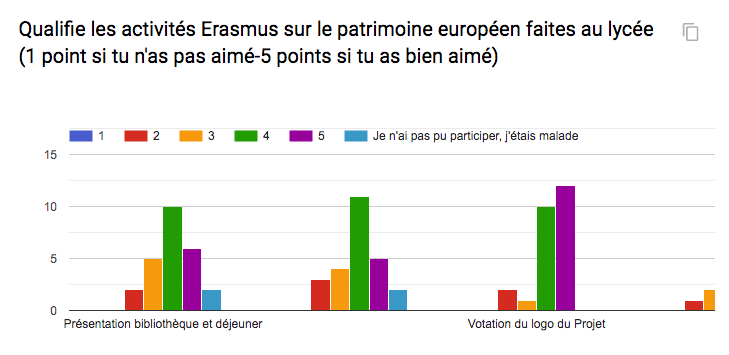 Qualifie les activités Erasmus sur le patrimoine européen faites au lycée
(1 point si tu n'as pas aimé-5 points si tu as bien aimé)
1 2 3 4 5 Je n'ai pas pu participer, j'étais malade
15
10
5
0
Présentation bibliothèque et déjeuner Votation du logo du Projet